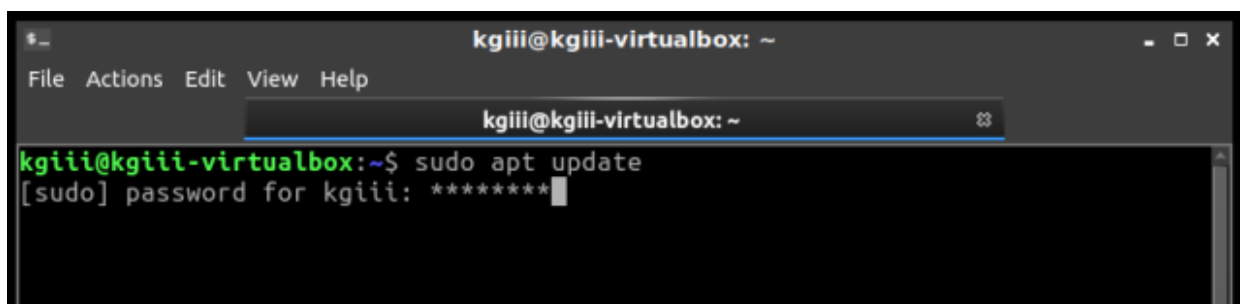 $_ kgiii@kgiii-virtualbox: ~
File Actions Edit View Help
kgiii@kgiii-virtualbox: ~
kgiii@kgiii-virtualbox:~$ sudo apt update
[sudo] password for kgiii: ********